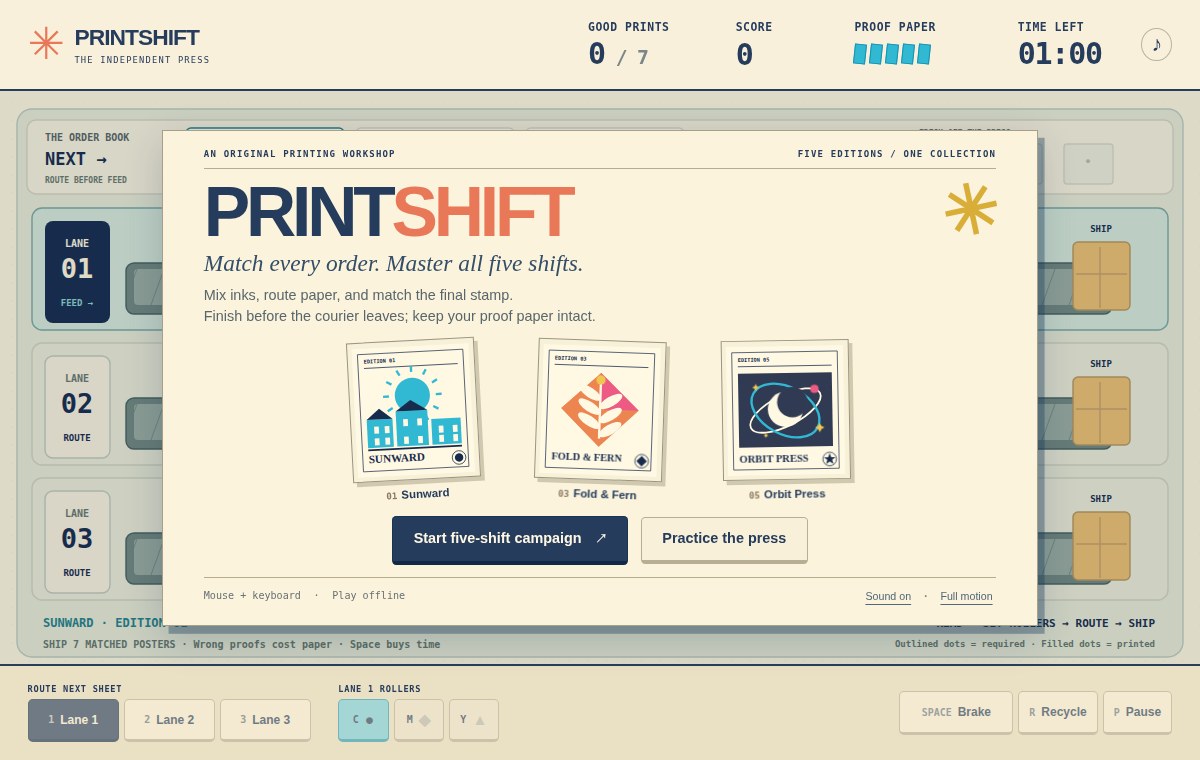 PRINTSHIFT
THE INDEPENDENT PRESS
GOOD PRINTS
0 / 7
SCORE
0
PROOF PAPER
TIME LEFT
01:00
♪
THE ORDER BOOK
NEXT →
ROUTE BEFORE FEED
LANE
01
FEED →
LANE
02
ROUTE
LANE
03
ROUTE
SHIP
SHIP
SHIP
AN ORIGINAL PRINTING WORKSHOP
FIVE EDITIONS / ONE COLLECTION
PRINTSHIFT
Match every order. Master all five shifts.
Mix inks, route paper, and match the final stamp.
Finish before the courier leaves; keep your proof paper intact.
EDITION 01
SUNWARD
01 Sunward
EDITION 03
FOLD & FERN
03 Fold & Fern
EDITION 05
ORBIT PRESS
05 Orbit Press
Start five-shift campaign ↗
Practice the press
Mouse + keyboard · Play offline
Sound on · Full motion
SUNWARD · EDITION
→ ROUTE → SHIP
SHIP 7 MATCHED POSTERS · Wrong proofs cost paper · Space buys time
Outlined dots = required · Filled dots = printed
ROUTE NEXT SHEET
1 Lane 1
2 Lane 2
3 Lane 3
LANE 1 ROLLERS
C ●
M ◆
Y ▲
SPACE Brake
R Recycle
P Pause